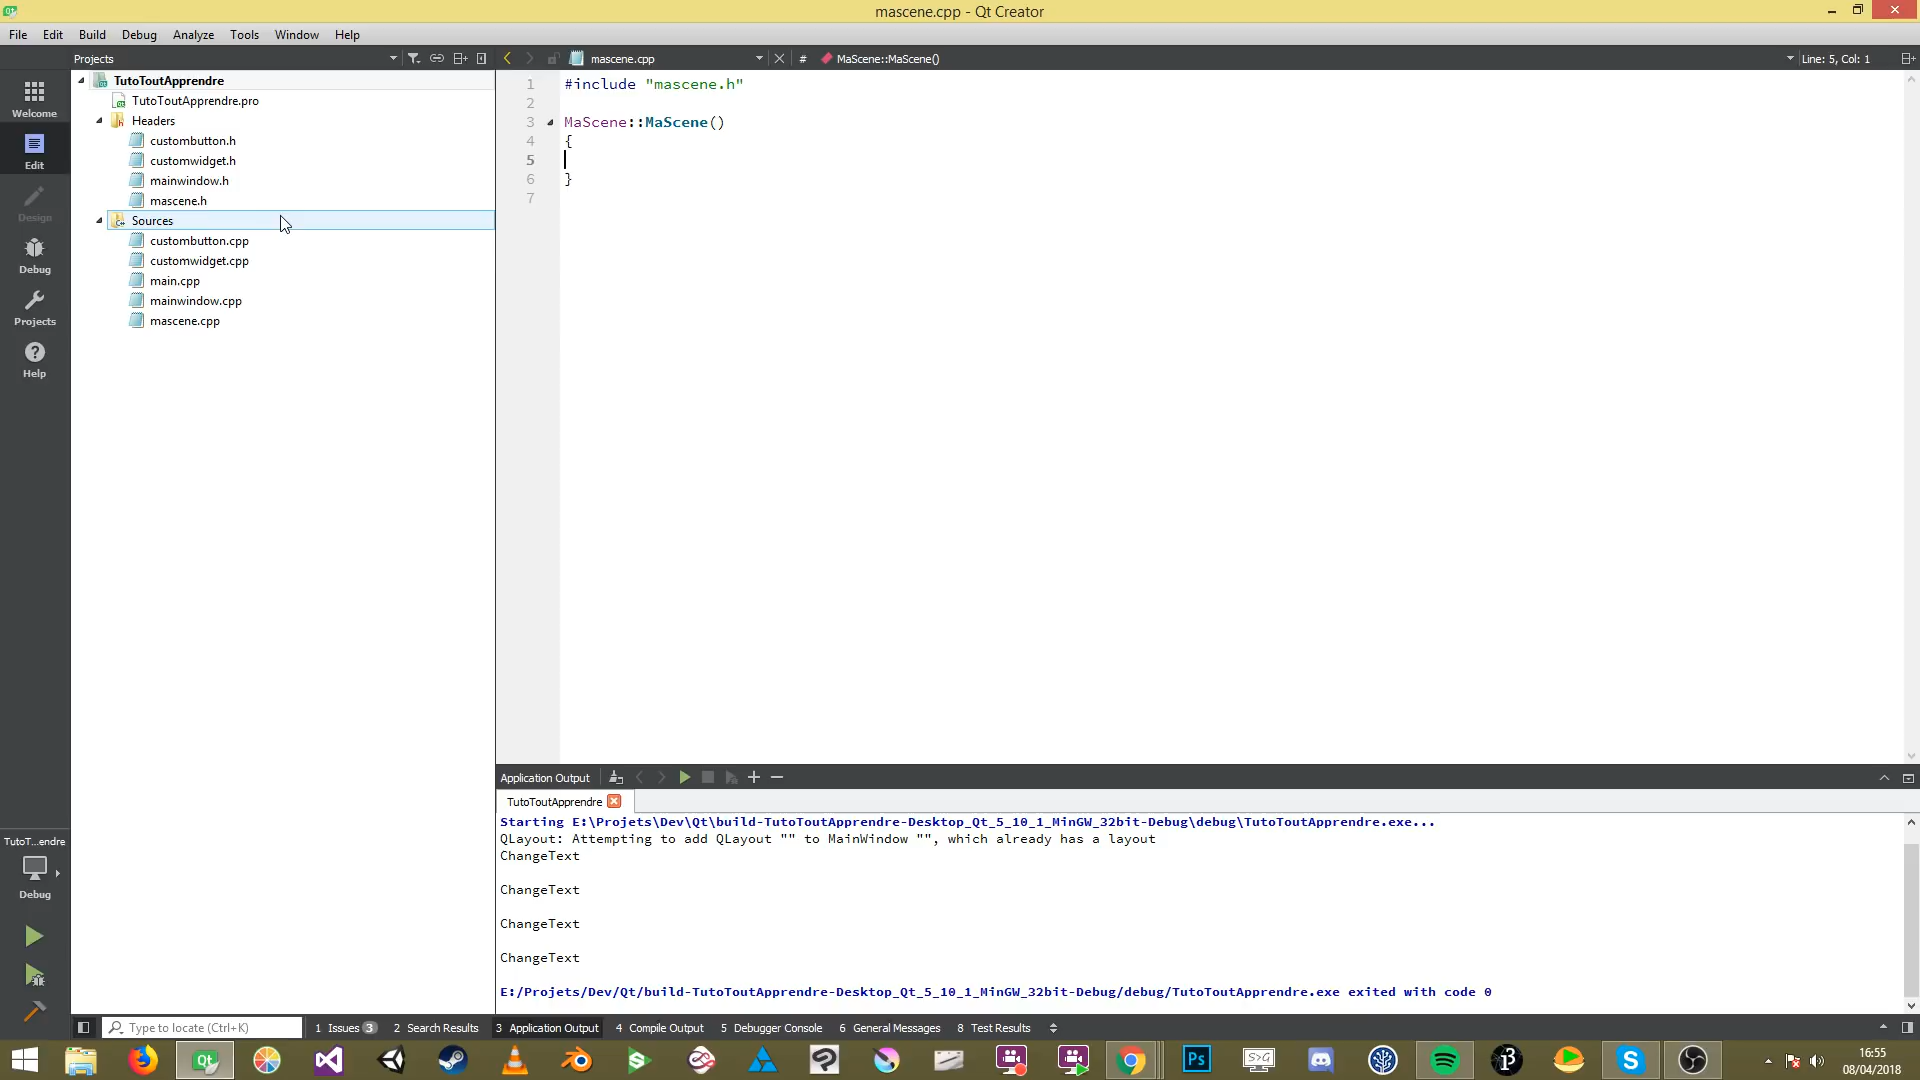 mascene.cpp - Qt Creator
File Edit Build Debug Analyze Tools Window Help
Projects
mascene.cpp
# MaScene::MaScene()
Line: 5, Col: 1
Welcome
Edit
Design
Debug
Projects
Help
TutoToutApprendre
TutoToutApprendre.pro
Headers
custombutton.h
customwidget.h
mainwindow.h
mascene.h
Sources
custombutton.cpp
customwidget.cpp
main.cpp
mainwindow.cpp
mascene.cpp
1 #include "mascene.h"
2
3 MaScene::MaScene()
4 {
5
6 }
7
Application Output
TutoToutApprendre
Starting E:\Projets\Dev\Qt\build-TutoToutApprendre-Desktop_Qt_5_10_1_MinGW_32bit-Debug\debug\TutoToutApprendre.exe...
QLayout: Attempting to add QLayout "" to MainWindow "", which already has a layout
ChangeText
ChangeText
ChangeText
ChangeText
E:/Projets/Dev/Qt/build-TutoToutApprendre-Desktop_Qt_5_10_1_MinGW_32bit-Debug/debug/TutoToutApprendre.exe exited with code 0
TutoT...endre
Debug
Type to locate (Ctrl+K)
1 Issues 3 2 Search Results 3 Application Output 4 Compile Output 5 Debugger Console 6 General Messages 8 Test Results
Qt
Ps
S>G
S
16:55
08/04/2018